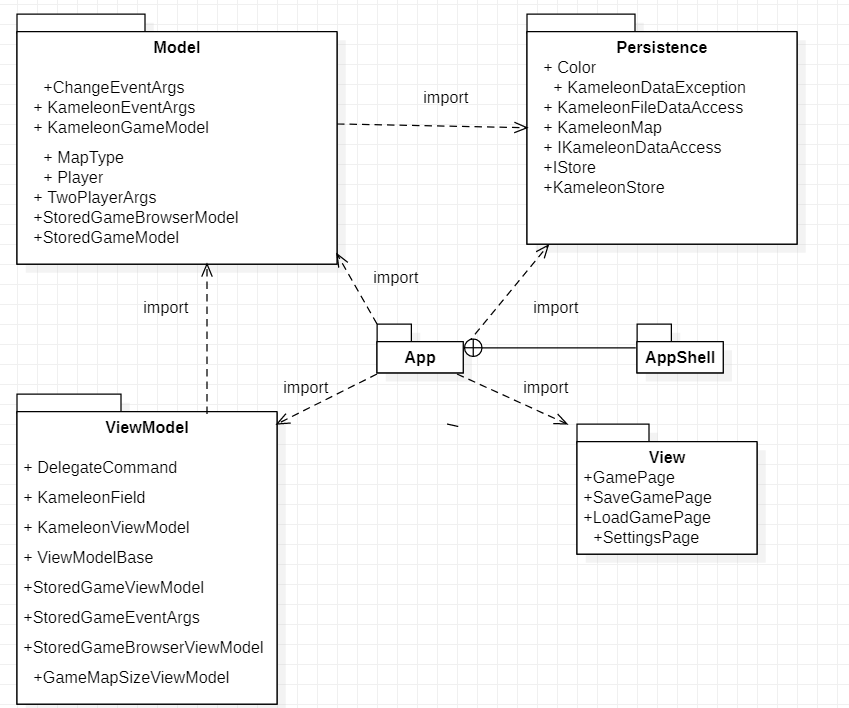 Model
+ChangeEventArgs
+ KameleonEventArgs
+ KameleonGameModel
+ MapType
+ Player
+ TwoPlayerArgs
+StoredGameBrowserModel
+StoredGameModel
import
Persistence
+ Color
+ KameleonDataException
+ KameleonFileDataAccess
+ KameleonMap
+ IKameleonDataAccess
+IStore
+KameleonStore
import
import
import
App
AppShell
import
import
ViewModel
+ DelegateCommand
+ KameleonField
+ KameleonViewModel
+ ViewModelBase
+StoredGameViewModel
+StoredGameEventArgs
+StoredGameBrowserViewModel
+GameMapSizeViewModel
View
+GamePage
+SaveGamePage
+LoadGamePage
+SettingsPage